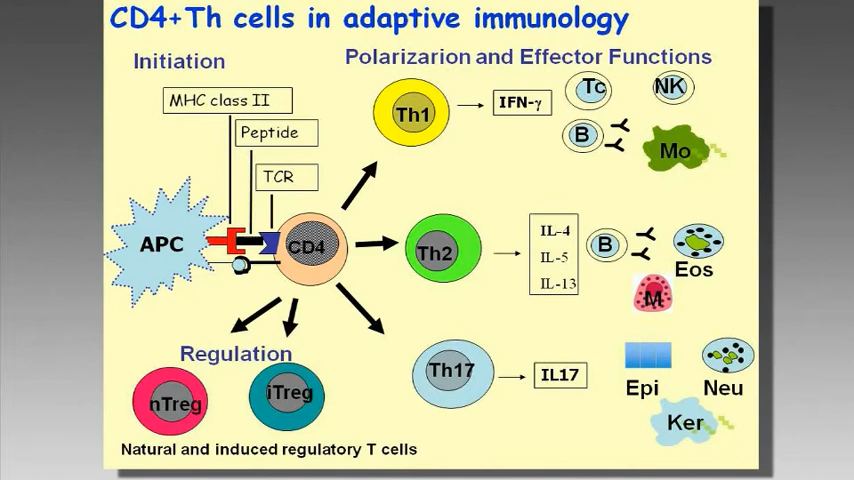 CD4+Th cells in adaptive immunology
Initiation
Polarizarion and Effector Functions
MHC class II
Peptide
TCR
APC
CD4
Th1
IFN-γ
Tc
NK
B
Mo
Th2
IL-4
IL-5
IL-13
B
Eos
M
Th17
IL17
Epi
Neu
Ker
Regulation
nTreg
iTreg
Natural and induced regulatory T cells